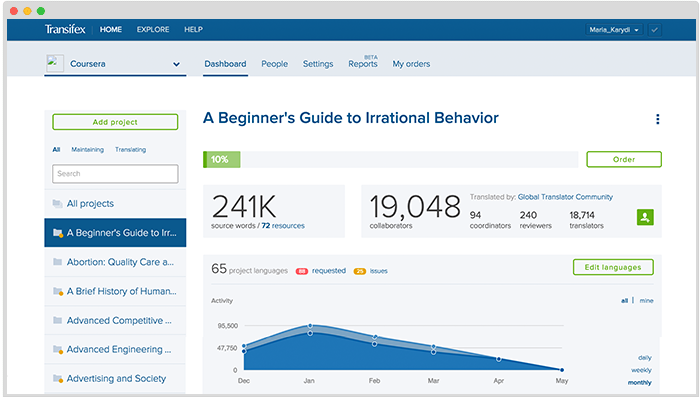 Transifex HOME EXPLORE HELP Maria_Karydi
Coursera Dashboard People Settings Reports BETA My orders
Add project
All Maintaining Translating
Search
All projects
A Beginner's Guide to Irr...
Abortion: Quality Care a...
A Brief History of Human...
Advanced Competitive ...
Advanced Engineering ...
Advertising and Society
A Beginner's Guide to Irrational Behavior
10% Order
241K
source words / 72 resources
19,048
collaborators
Translated by: Global Translator Community
94 240 18,714
coordinators reviewers translators
65 project languages 88 requested 25 issues Edit languages
Activity all mine
95,500
47,750
0
Dec Jan Feb Mar Apr May
daily
weekly
monthly